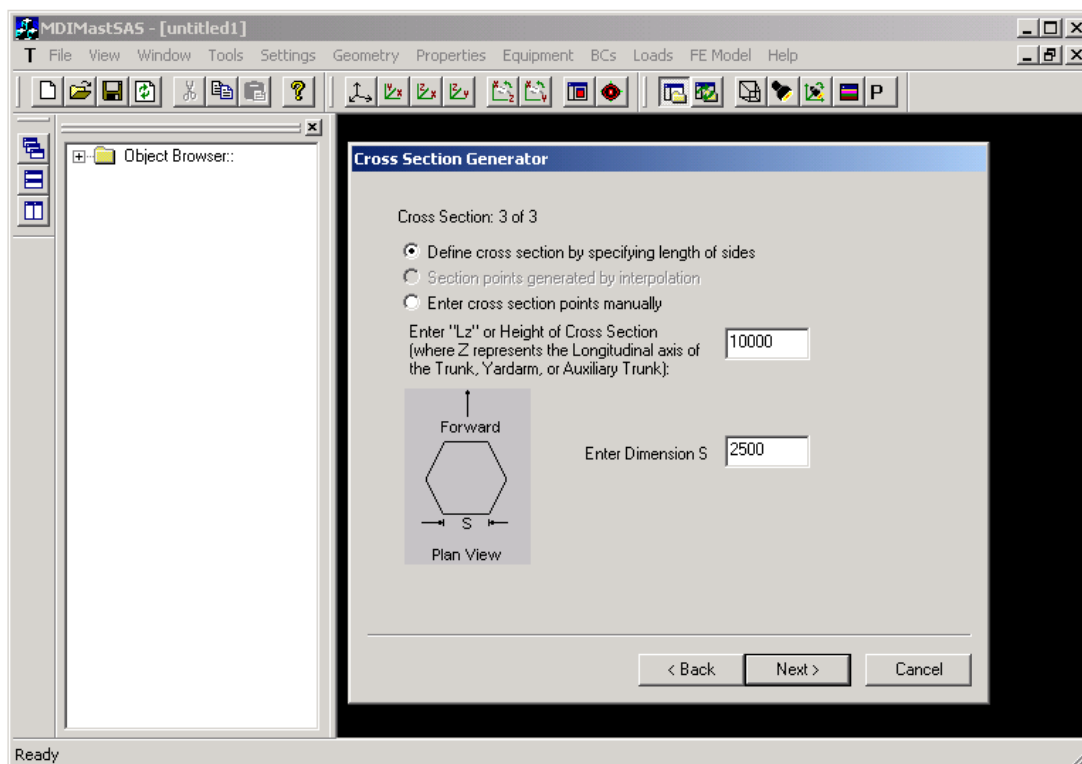 MDIMastSAS - [untitled1]
T File View Window Tools Settings Geometry Properties Equipment BCs Loads FE Model Help
P
Object Browser::
Cross Section Generator
Cross Section: 3 of 3
Define cross section by specifying length of sides
Section points generated by interpolation
Enter cross section points manually
Enter "Lz" or Height of Cross Section
(where Z represents the Longitudinal axis of
the Trunk, Yardarm, or Auxiliary Trunk):
10000
Forward
Enter Dimension S
2500
S
Plan View
< Back
Next >
Cancel
Ready